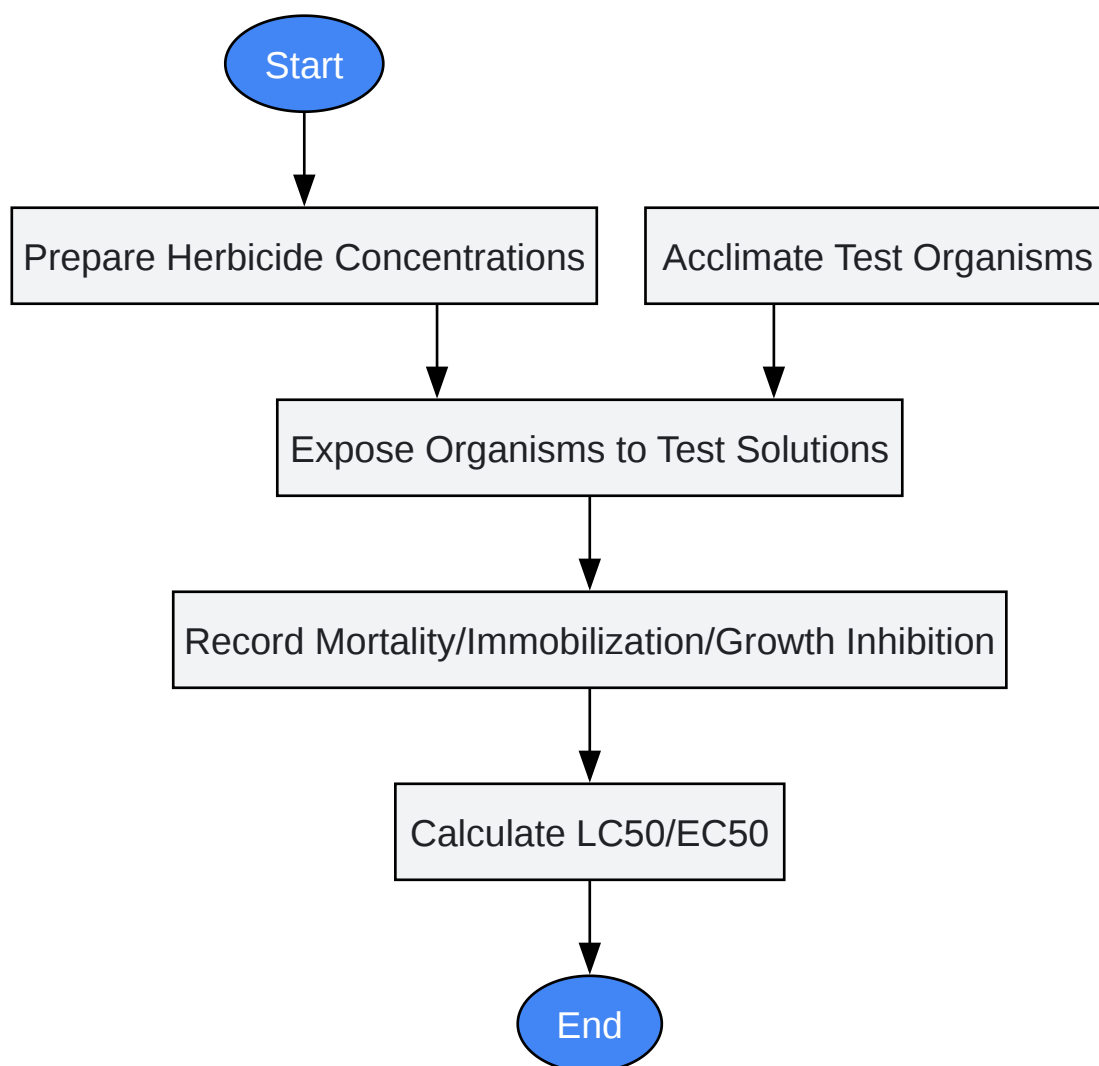 Start
Prepare Herbicide Concentrations
Acclimate Test Organisms
Expose Organisms to Test Solutions
Record Mortality/Immobilization/Growth Inhibition
Calculate LC50/EC50
End